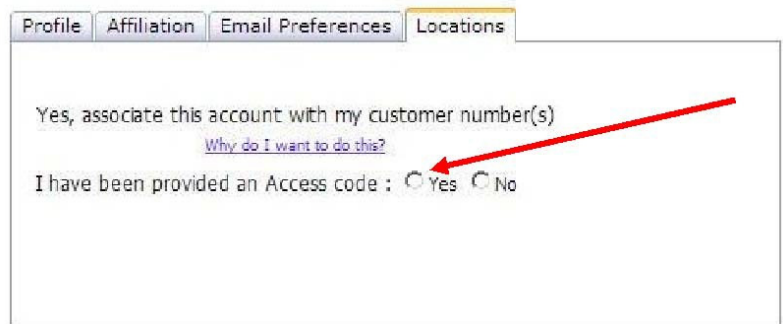 Profile Affiliation Email Preferences Locations
Yes, associate this account with my customer number(s)
Why do I want to do this?
I have been provided an Access code : Yes No